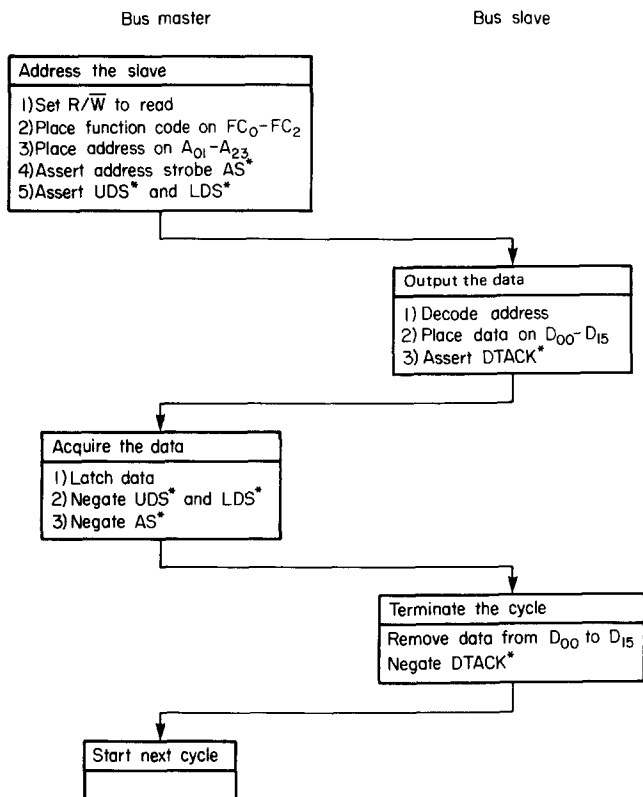 Bus master
Bus slave
Address the slave
1) Set R/W̅ to read
2) Place function code on FC₀–FC₂
3) Place address on A₀₁–A₂₃
4) Assert address strobe AS*
5) Assert UDS* and LDS*
Output the data
1) Decode address
2) Place data on D₀₀–D₁₅
3) Assert DTACK*
Acquire the data
1) Latch data
2) Negate UDS* and LDS*
3) Negate AS*
Terminate the cycle
Remove data from D₀₀ to D₁₅
Negate DTACK*
Start next cycle